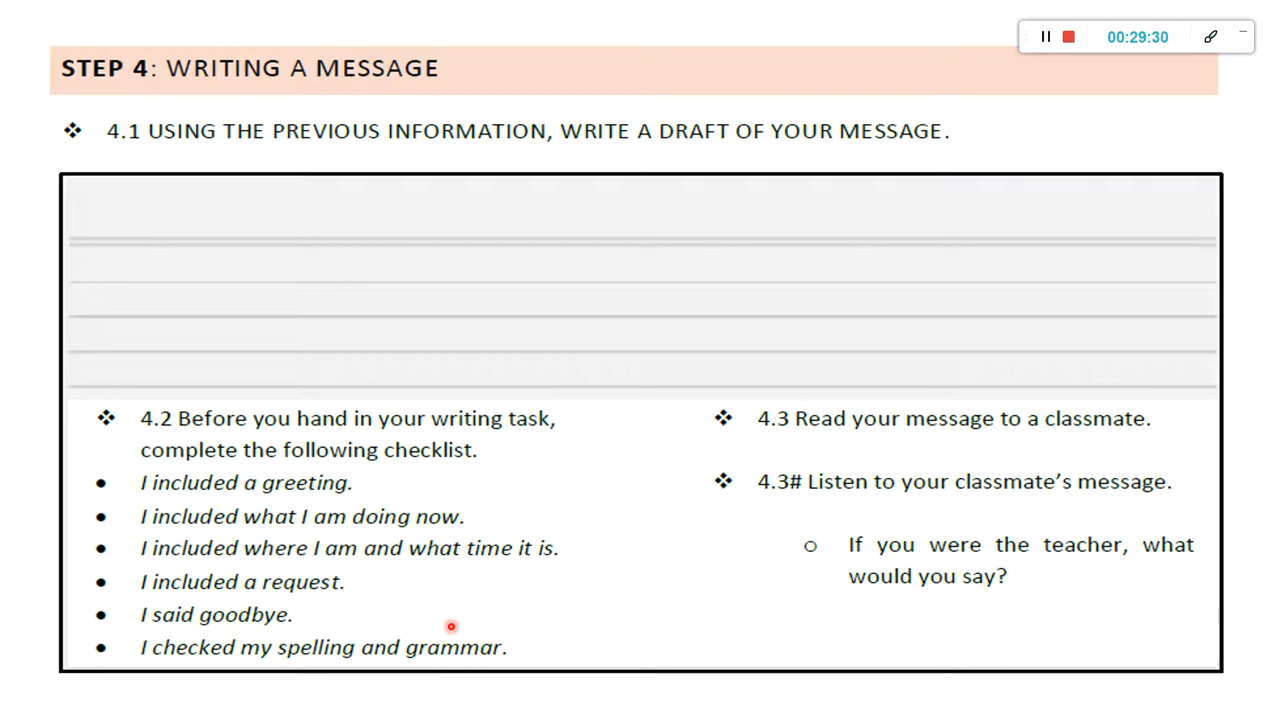 00:29:30
STEP 4: WRITING A MESSAGE
4.1 USING THE PREVIOUS INFORMATION, WRITE A DRAFT OF YOUR MESSAGE.
4.2 Before you hand in your writing task,
complete the following checklist.
I included a greeting.
I included what I am doing now.
I included where I am and what time it is.
I included a request.
I said goodbye.
I checked my spelling and grammar.
4.3 Read your message to a classmate.
4.3# Listen to your classmate's message.
If you were the teacher, what
would you say?